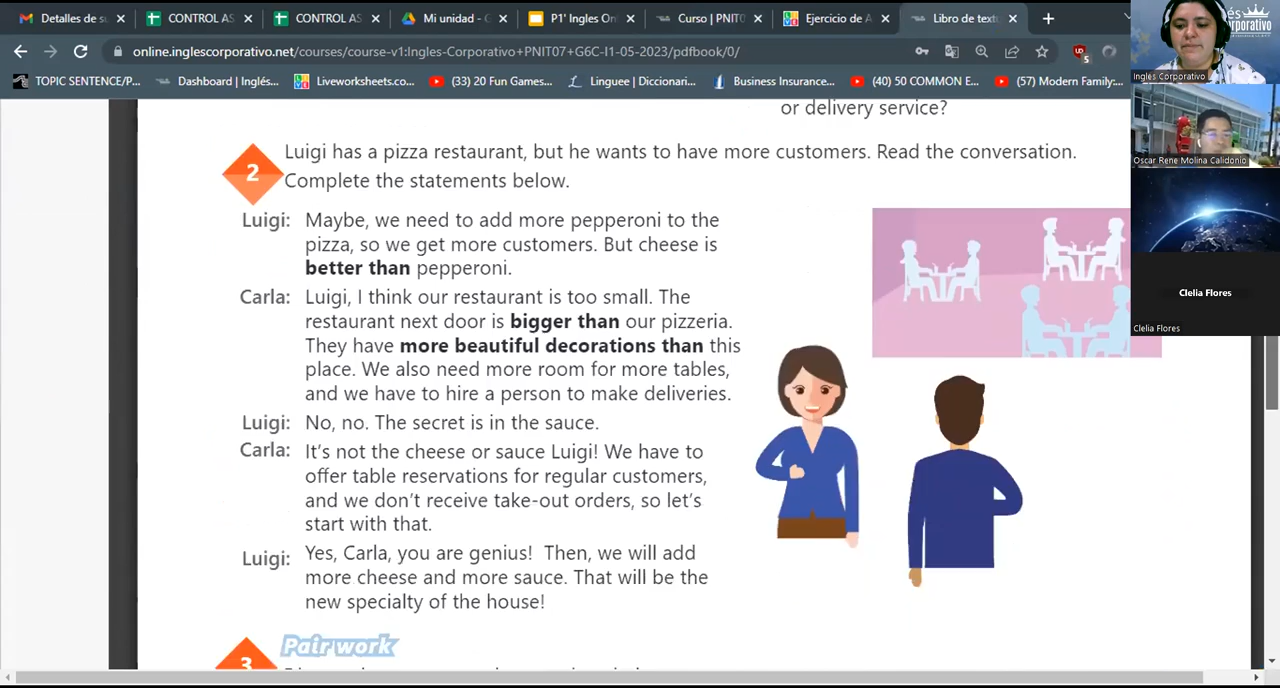 Detalles de su
CONTROL AS
CONTROL AS
Mi unidad - G
P1' Ingles On
Curso | PNIT0
Ejercicio de A
Libro de text
online.inglescorporativo.net/courses/course-v1:Ingles-Corporativo+PNIT07+G6C-I1-05-2023/pdfbook/0/
TOPIC SENTENCE/P...
Dashboard | Inglés...
Liveworksheets.co...
(33) 20 Fun Games...
Linguee | Diccionari...
Business Insurance...
(40) 50 COMMON E...
(57) Modern Family:...
Ingles Corporativo
Oscar Rene Molina Calidonio
Clelia Flores
Clelia Flores
or delivery service?
2
Luigi has a pizza restaurant, but he wants to have more customers. Read the conversation.
Complete the statements below.
Luigi: Maybe, we need to add more pepperoni to the
pizza, so we get more customers. But cheese is
better than pepperoni.
Carla: Luigi, I think our restaurant is too small. The
restaurant next door is bigger than our pizzeria.
They have more beautiful decorations than this
place. We also need more room for more tables,
and we have to hire a person to make deliveries.
Luigi: No, no. The secret is in the sauce.
Carla: It's not the cheese or sauce Luigi! We have to
offer table reservations for regular customers,
and we don't receive take-out orders, so let's
start with that.
Luigi: Yes, Carla, you are genius! Then, we will add
more cheese and more sauce. That will be the
new specialty of the house!
3
Pair work